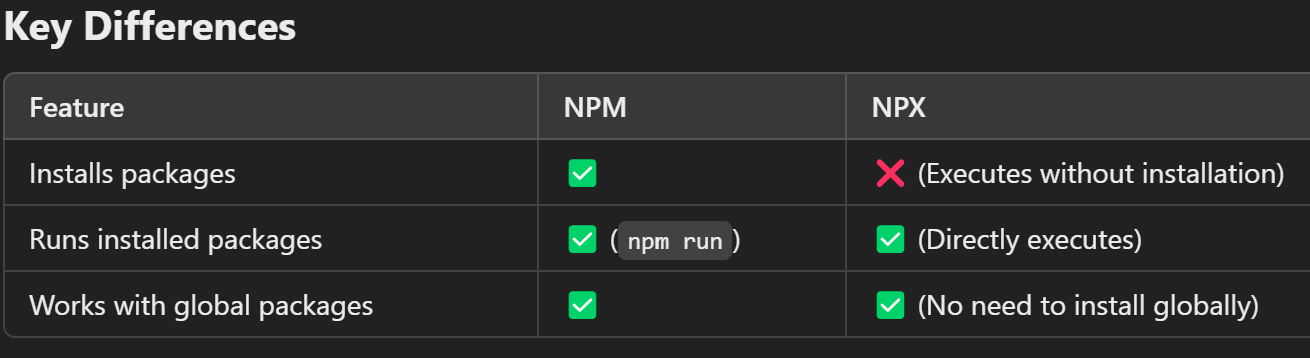 Key Differences
Feature NPM NPX
Installs packages ✅ ❌ (Executes without installation)
Runs installed packages ✅ (npm run) ✅ (Directly executes)
Works with global packages ✅ ✅ (No need to install globally)